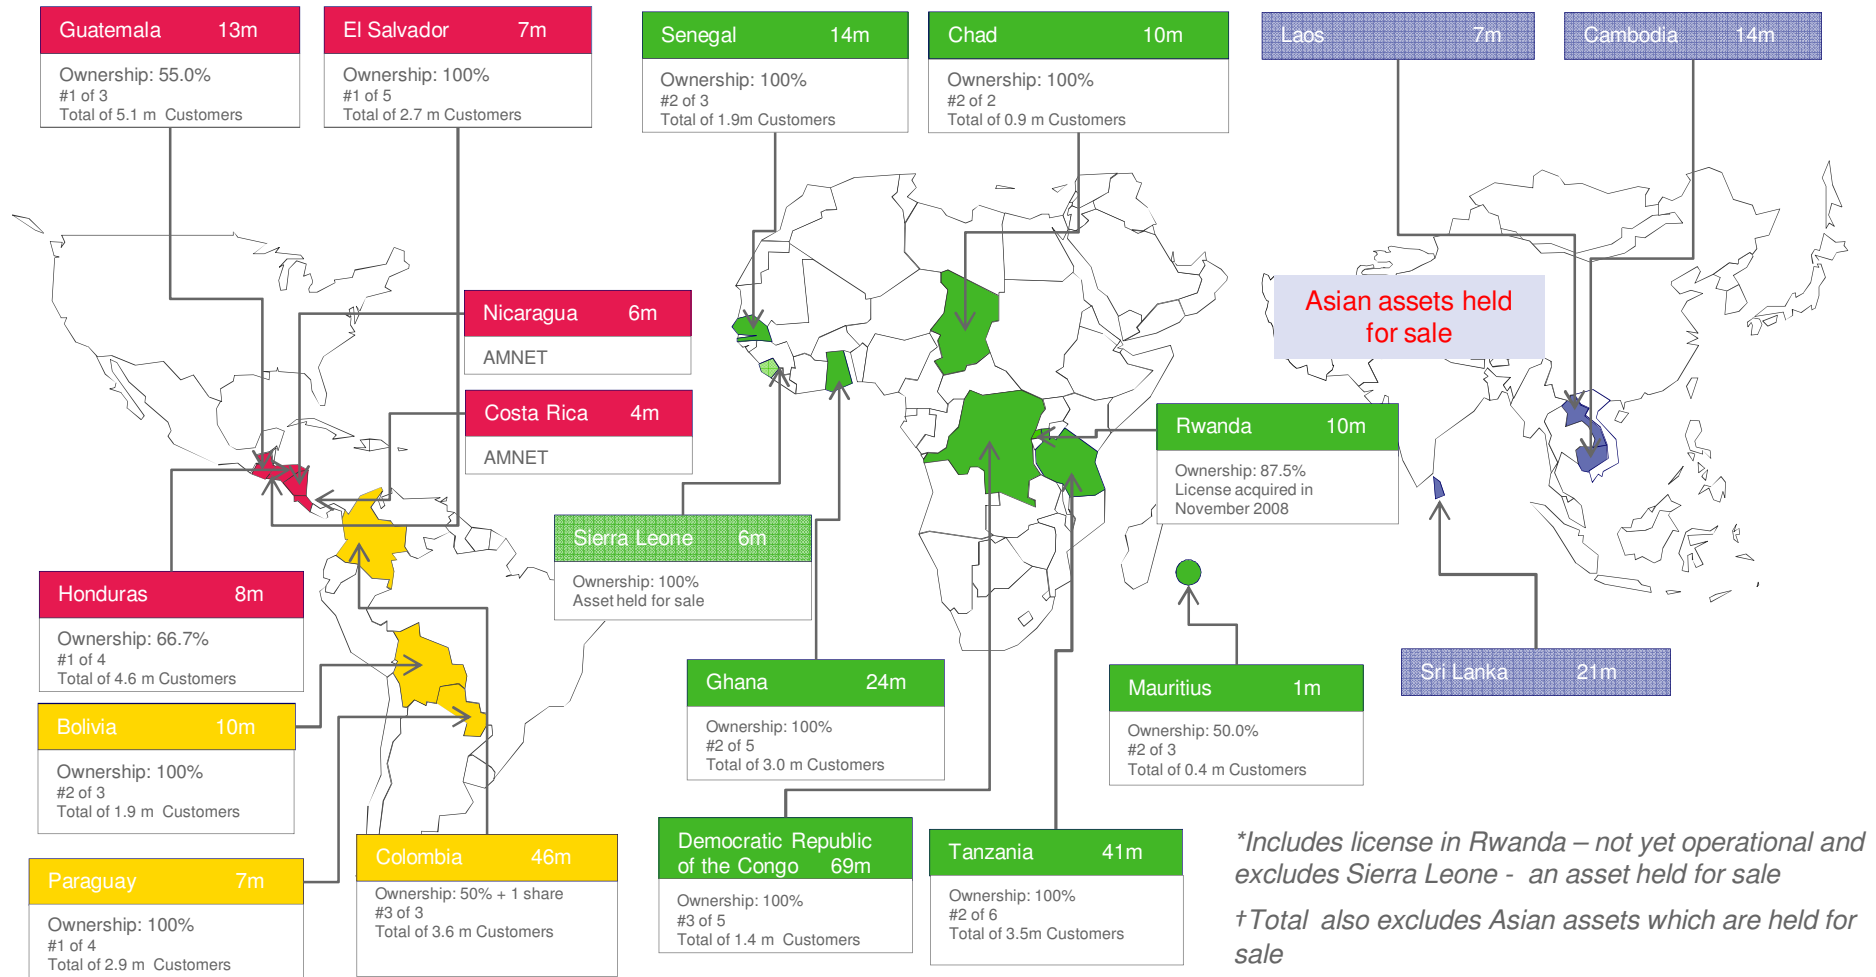 Guatemala 13m
Ownership: 55.0%
#1 of 3
Total of 5.1 m Customers
El Salvador 7m
Ownership: 100%
#1 of 5
Total of 2.7 m Customers
Senegal 14m
Ownership: 100%
#2 of 3
Total of 1.9m Customers
Chad 10m
Ownership: 100%
#2 of 2
Total of 0.9 m Customers
Laos 7m
Cambodia 14m
Asian assets held
for sale
Nicaragua 6m
AMNET
Costa Rica 4m
AMNET
Rwanda 10m
Ownership: 87.5%
License acquired in
November 2008
Sierra Leone 6m
Ownership: 100%
Asset held for sale
Honduras 8m
Ownership: 66.7%
#1 of 4
Total of 4.6 m Customers
Ghana 24m
Ownership: 100%
#2 of 5
Total of 3.0 m Customers
Mauritius 1m
Ownership: 50.0%
#2 of 3
Total of 0.4 m Customers
Sri Lanka 21m
Bolivia 10m
Ownership: 100%
#2 of 3
Total of 1.9 m Customers
Paraguay 7m
Ownership: 100%
#1 of 4
Total of 2.9 m Customers
Colombia 46m
Ownership: 50% + 1 share
#3 of 3
Total of 3.6 m Customers
Democratic Republic
of the Congo 69m
Ownership: 100%
#3 of 5
Total of 1.4 m Customers
Tanzania 41m
Ownership: 100%
#2 of 6
Total of 3.5m Customers
*Includes license in Rwanda – not yet operational and
excludes Sierra Leone - an asset held for sale
†Total also excludes Asian assets which are held for
sale